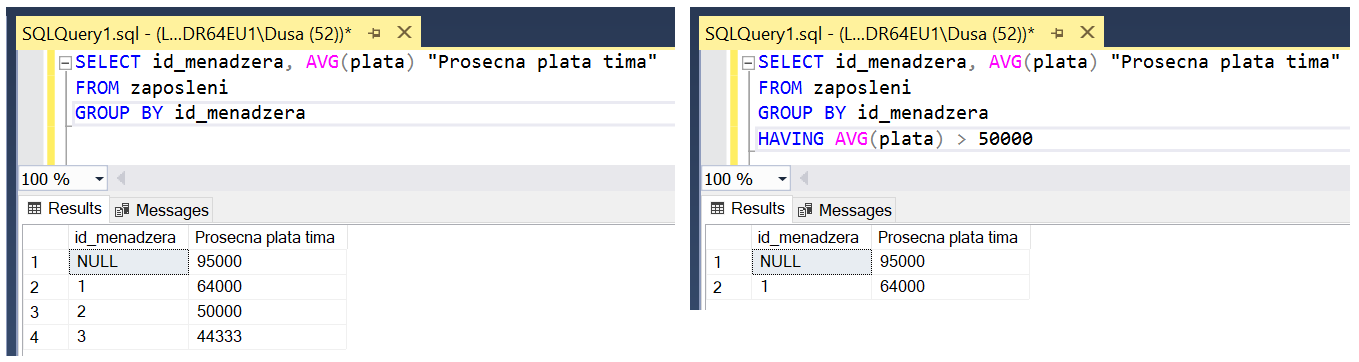 SQLQuery1.sql - (L...DR64EU1\Dusa (52))*
SELECT id_menadzera, AVG(plata) "Prosecna plata tima"
FROM zaposleni
GROUP BY id_menadzera
100 %
Results Messages
id_menadzera Prosecna plata tima
1 NULL 95000
2 1 64000
3 2 50000
4 3 44333
SQLQuery1.sql - (L...DR64EU1\Dusa (52))*
SELECT id_menadzera, AVG(plata) "Prosecna plata tima"
FROM zaposleni
GROUP BY id_menadzera
HAVING AVG(plata) > 50000
100 %
Results Messages
id_menadzera Prosecna plata tima
1 NULL 95000
2 1 64000